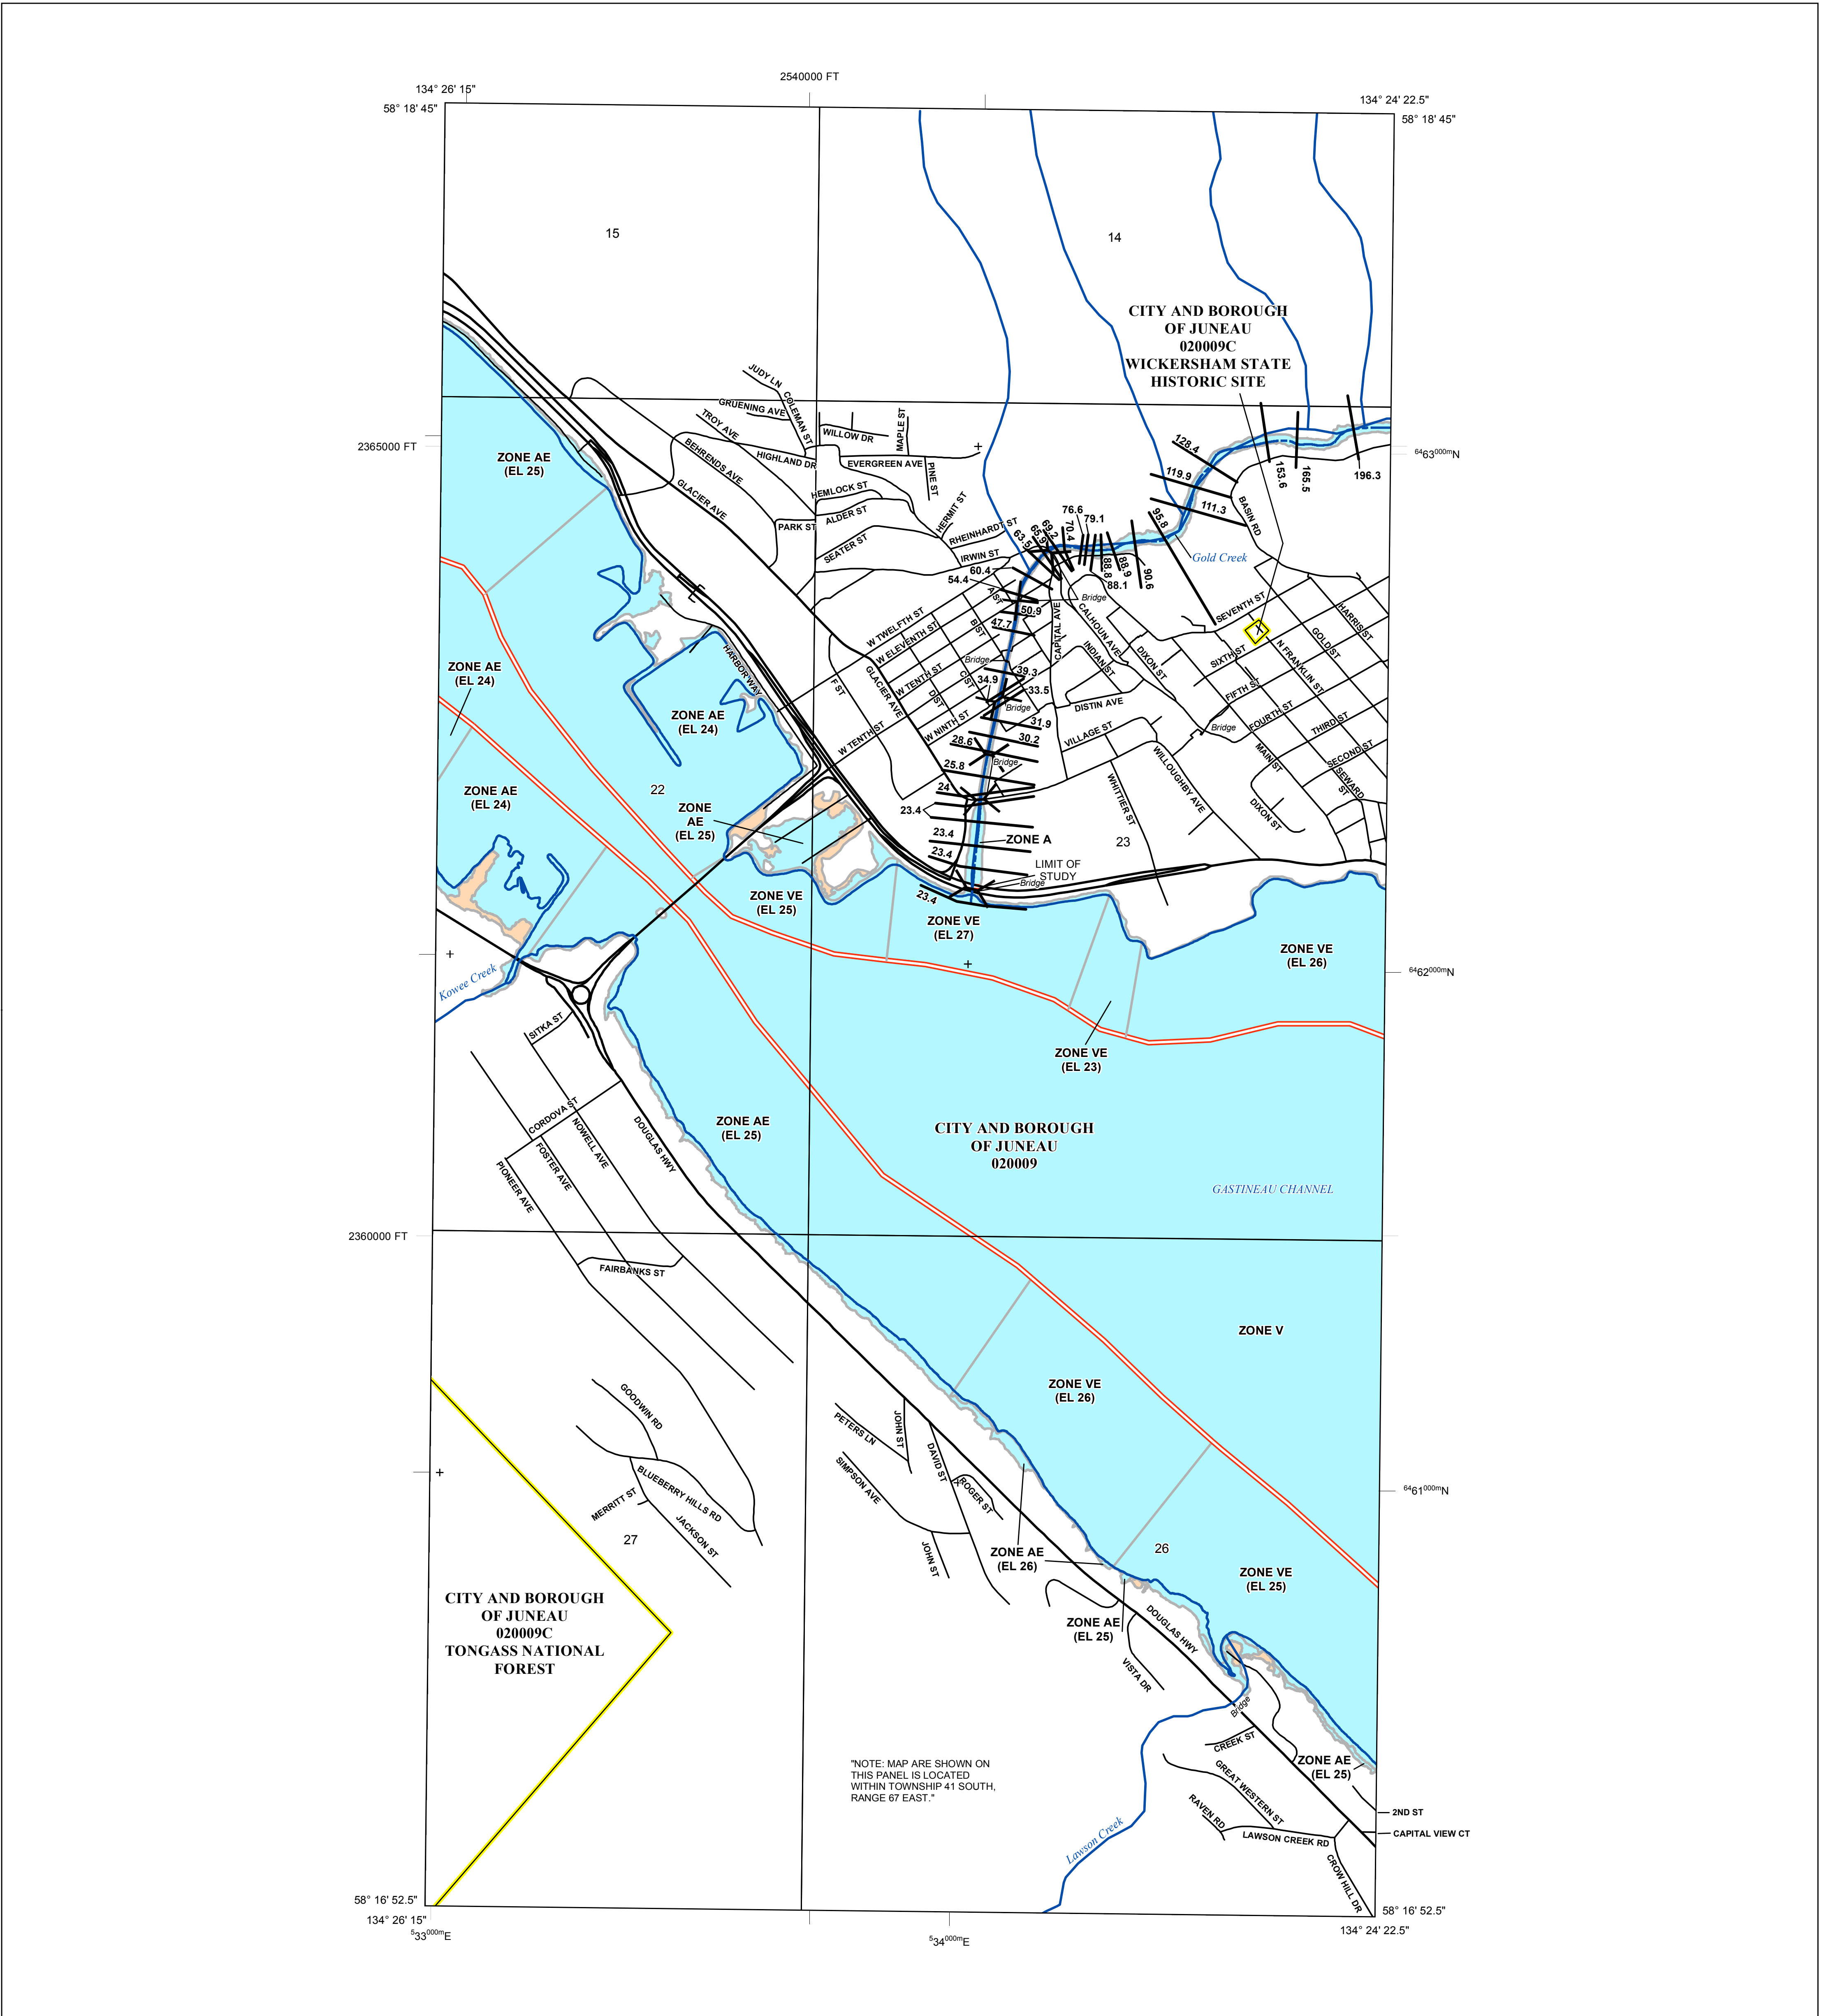 2540000 FT
134° 26' 15"
134° 24' 22.5"
58° 18' 45"
58° 18' 45"
15
14
CITY AND BOROUGH
OF JUNEAU
020009C
WICKERSHAM STATE
HISTORIC SITE
JUDY LN
COLEMAN ST
GRUENING AVE
TROY AVE
WILLOW DR
MAPLE ST
BEHRENDS AVE
HIGHLAND DR
EVERGREEN AVE
PINE ST
2365000 FT
6463000mN
ZONE AE
(EL 25)
GLACIER AVE
HEMLOCK ST
ALDER ST
PARK ST
HERMIT ST
RHEINHARDT ST
SEATER ST
IRWIN ST
128.4
119.9
111.3
153.6
165.5
196.3
BASIN RD
95.8
76.6
79.1
70.4
69.2
65.9
63.5
60.4
54.4
88.8
88.9
88.1
90.6
Gold Creek
Bridge
50.9
47.7
A ST
B ST
C ST
D ST
F ST
W TWELFTH ST
W ELEVENTH ST
W TENTH ST
W NINTH ST
W TENTH ST
GLACIER AVE
CAPITAL AVE
CALHOUN AVE
INDIAN ST
DIXON ST
SEVENTH ST
X
HARRIS ST
GOLD ST
SIXTH ST
N FRANKLIN ST
FIFTH ST
FOURTH ST
THIRD ST
SECOND ST
SEWARD
ST
MAIN ST
DIXON ST
Bridge
Bridge
39.3
34.9
33.5
Bridge
31.9
30.2
28.6
Bridge
25.8
24
23.4
23.4
23.4
23.4
DISTIN AVE
VILLAGE ST
WILLOUGHBY AVE
WHITTIER ST
23
ZONE A
LIMIT OF
STUDY
Bridge
HARBOR WAY
ZONE AE
(EL 24)
ZONE AE
(EL 24)
ZONE AE
(EL 24)
22
ZONE
AE
(EL 25)
ZONE VE
(EL 25)
ZONE VE
(EL 27)
ZONE VE
(EL 26)
6462000mN
Kowee Creek
ZONE VE
(EL 23)
SITKA ST
CORDOVA ST
NOWELL AVE
FOSTER AVE
PIONEER AVE
DOUGLAS HWY
ZONE AE
(EL 25)
CITY AND BOROUGH
OF JUNEAU
020009
GASTINEAU CHANNEL
2360000 FT
FAIRBANKS ST
ZONE V
ZONE VE
(EL 26)
GOODWIN RD
PETERS LN
JOHN ST
DAVID ST
SIMPSON AVE
ROGER ST
BLUEBERRY HILLS RD
MERRITT ST
JACKSON ST
27
JOHN ST
6461000mN
ZONE AE
(EL 26)
26
ZONE VE
(EL 25)
CITY AND BOROUGH
OF JUNEAU
020009C
TONGASS NATIONAL
FOREST
ZONE AE
(EL 25)
DOUGLAS HWY
VISTA DR
Bridge
CREEK ST
GREAT WESTERN ST
RAVEN RD
LAWSON CREEK RD
CROW HILL DR
ZONE AE
(EL 25)
2ND ST
CAPITAL VIEW CT
"NOTE: MAP ARE SHOWN ON
THIS PANEL IS LOCATED
WITHIN TOWNSHIP 41 SOUTH,
RANGE 67 EAST."
Lawson Creek
58° 16' 52.5"
58° 16' 52.5"
134° 26' 15"
134° 24' 22.5"
533000mE
534000mE